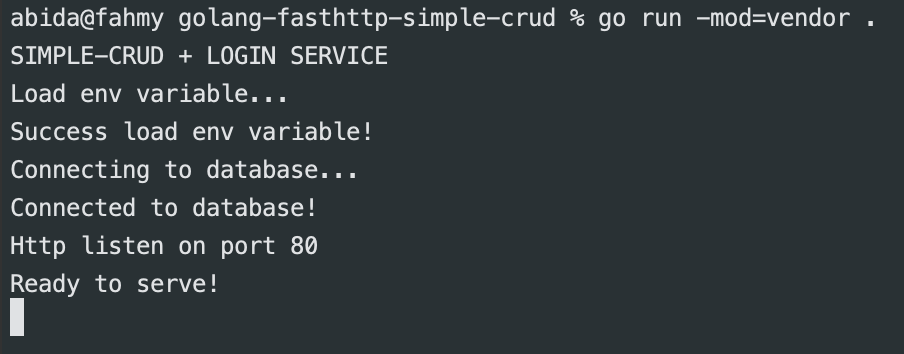 abida@fahmy golang-fasthttp-simple-crud % go run -mod=vendor .
SIMPLE-CRUD + LOGIN SERVICE
Load env variable...
Success load env variable!
Connecting to database...
Connected to database!
Http listen on port 80
Ready to serve!